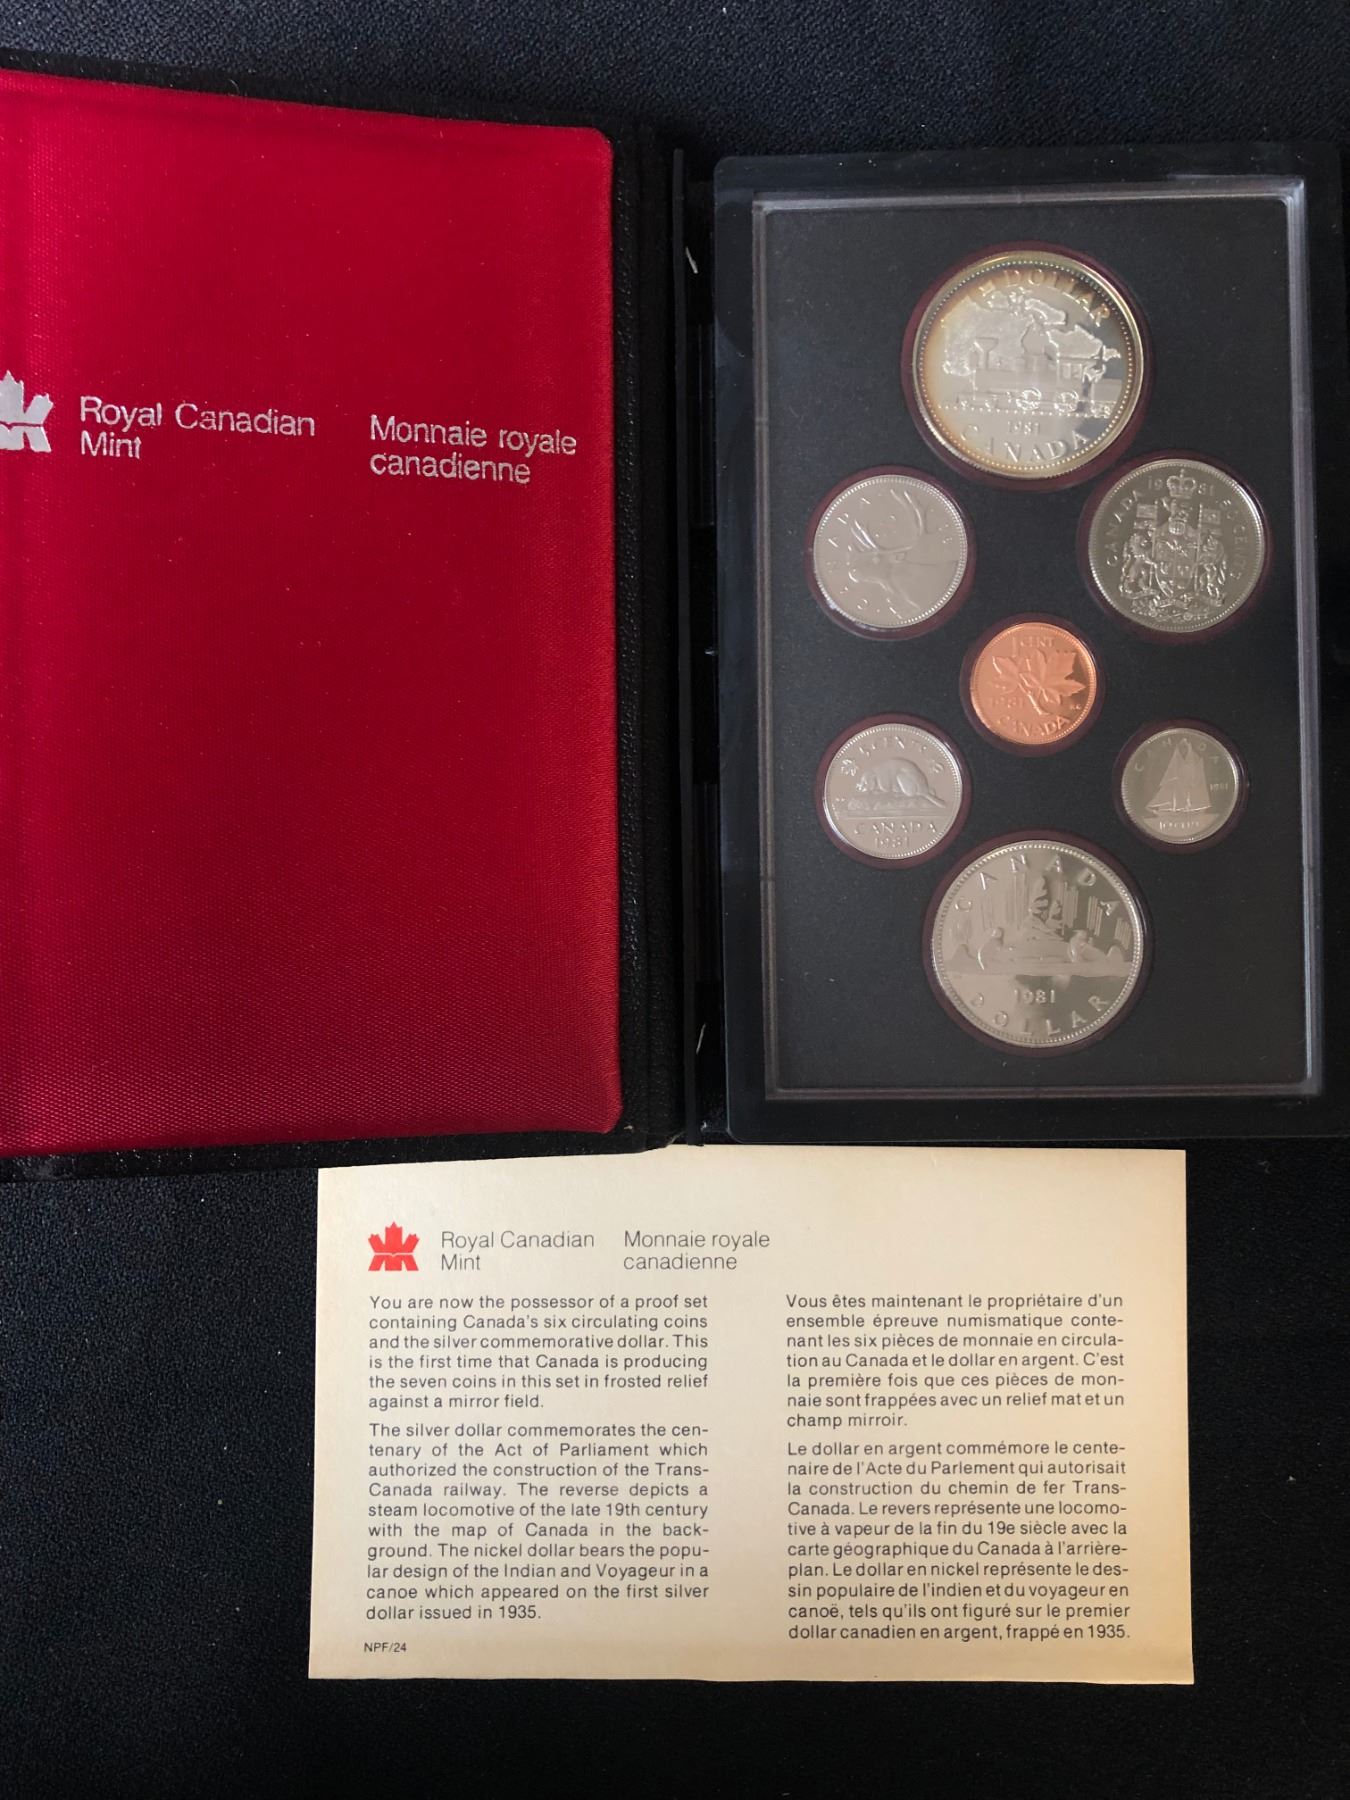 Royal Canadian
Mint
Monnaie royale
canadienne
DOLLAR
1981
CANADA
CANADA
CANADA 1981 50 CENTS
1 CENT
1981
CANADA
5 CENTS
CANADA
1981
CANADA
1981
10 CENTS
CANADA
1981
DOLLAR
Royal Canadian
Mint
Monnaie royale
canadienne
You are now the possessor of a proof set
containing Canada's six circulating coins
and the silver commemorative dollar. This
is the first time that Canada is producing
the seven coins in this set in frosted relief
against a mirror field.
The silver dollar commemorates the cen-
tenary of the Act of Parliament which
authorized the construction of the Trans-
Canada railway. The reverse depicts a
steam locomotive of the late 19th century
with the map of Canada in the back-
ground. The nickel dollar bears the popu-
lar design of the Indian and Voyageur in a
canoe which appeared on the first silver
dollar issued in 1935.
NPF/24
Vous êtes maintenant le propriétaire d'un
ensemble épreuve numismatique conte-
nant les six pièces de monnaie en circula-
tion au Canada et le dollar en argent. C'est
la première fois que ces pièces de mon-
naie sont frappées avec un relief mat et un
champ mirroir.
Le dollar en argent commémore le cente-
naire de l'Acte du Parlement qui autorisait
la construction du chemin de fer Trans-
Canada. Le revers représente une locomo-
tive à vapeur de la fin du 19e siècle avec la
carte géographique du Canada à l'arrière-
plan. Le dollar en nickel représente le des-
sin populaire de l'indien et du voyageur en
canoë, tels qu'ils ont figuré sur le premier
dollar canadien en argent, frappé en 1935.